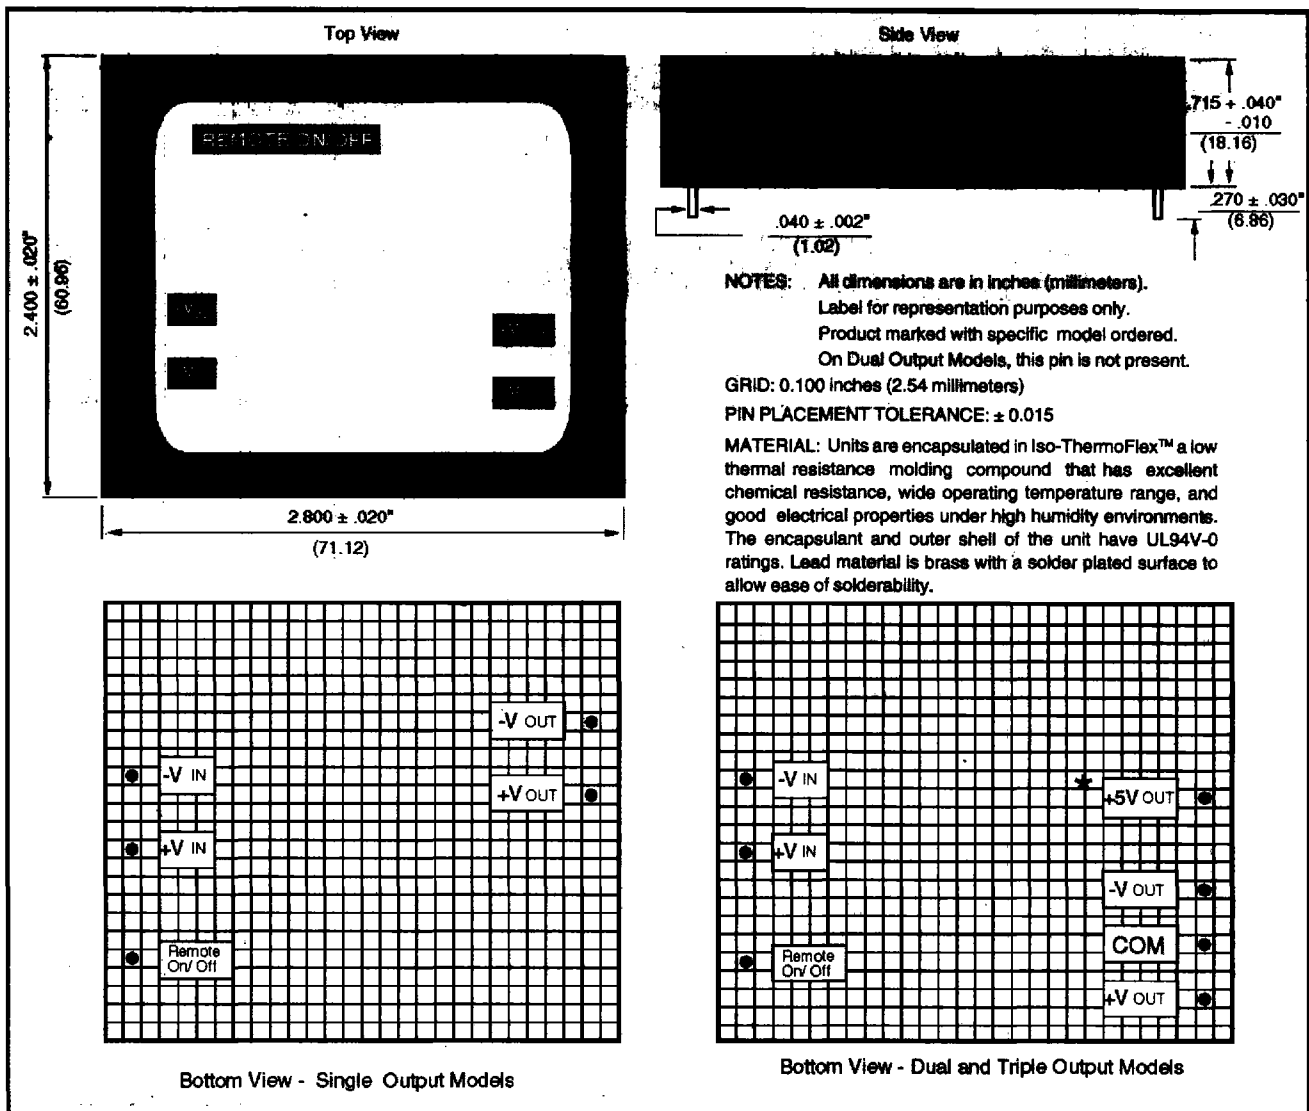 Top View
Side View
REMOTE ON/OFF
2.400 ± .020"
(60.96)
2.800 ± .020"
(71.12)
.715 + .040"
- .010
(18.16)
.270 ± .030"
(6.86)
.040 ± .002"
(1.02)
NOTES: All dimensions are in inches (millimeters).
Label for representation purposes only.
Product marked with specific model ordered.
On Dual Output Models, this pin is not present.
GRID: 0.100 inches (2.54 millimeters)
PIN PLACEMENT TOLERANCE: ± 0.015
MATERIAL: Units are encapsulated in Iso-ThermoFlex™ a low
thermal resistance molding compound that has excellent
chemical resistance, wide operating temperature range, and
good electrical properties under high humidity environments.
The encapsulant and outer shell of the unit have UL94V-0
ratings. Lead material is brass with a solder plated surface to
allow ease of solderability.
-V OUT
-V IN
+V OUT
+V IN
Remote
On/ Off
Bottom View - Single Output Models
-V IN
* +5V OUT
+V IN
-V OUT
COM
Remote
On/ Off
+V OUT
Bottom View - Dual and Triple Output Models